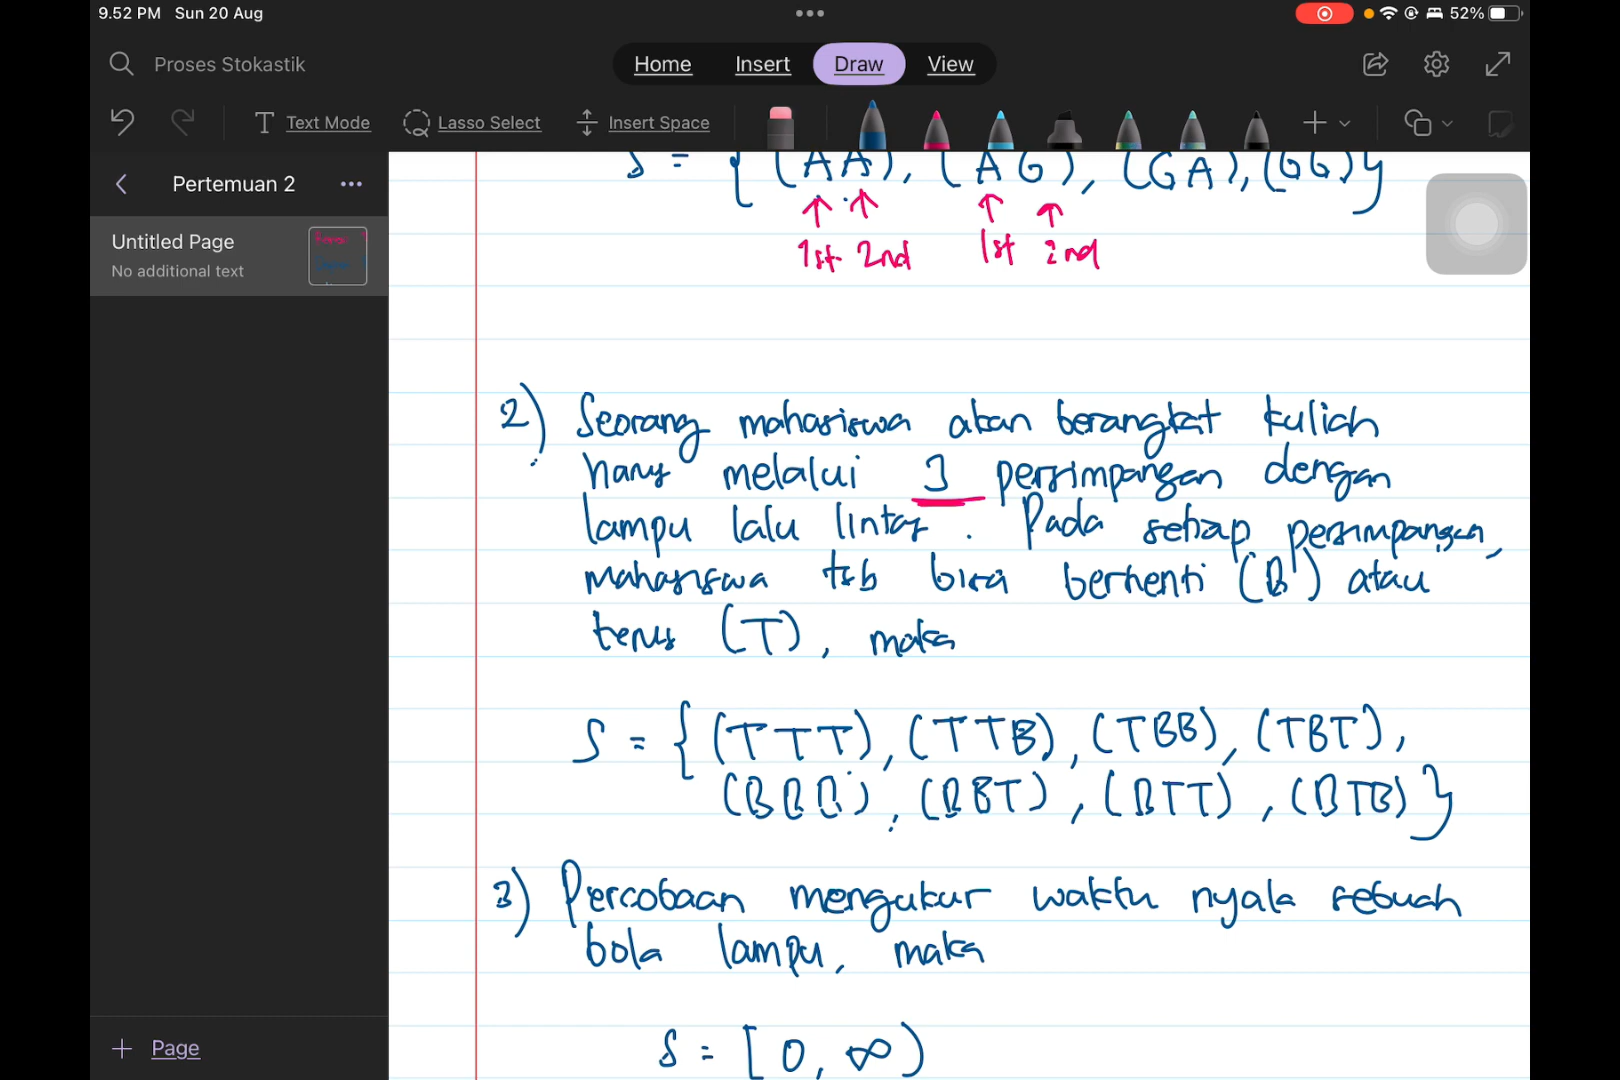 9.52 PM Sun 20 Aug
52%
Proses Stokastik
Home Insert Draw View
Text Mode Lasso Select Insert Space
Pertemuan 2
Untitled Page
No additional text
S = { (AA), (AG), (GA), (GG) }
1st 2nd 1st 2nd
2) Seorang mahasiswa akan berangkat kuliah
harus melalui 3 persimpangan dengan
lampu lalu lintas. Pada setiap persimpangan,
mahasiswa tsb bisa berhenti (B) atau
terus (T), maka
S = { (TTT), (TTB), (TBB), (TBT),
(BBB), (BBT), (BTT), (BTB) }
3) Percobaan mengukur waktu nyala sebuah
bola lampu, maka
S = [0, ∞)
Page